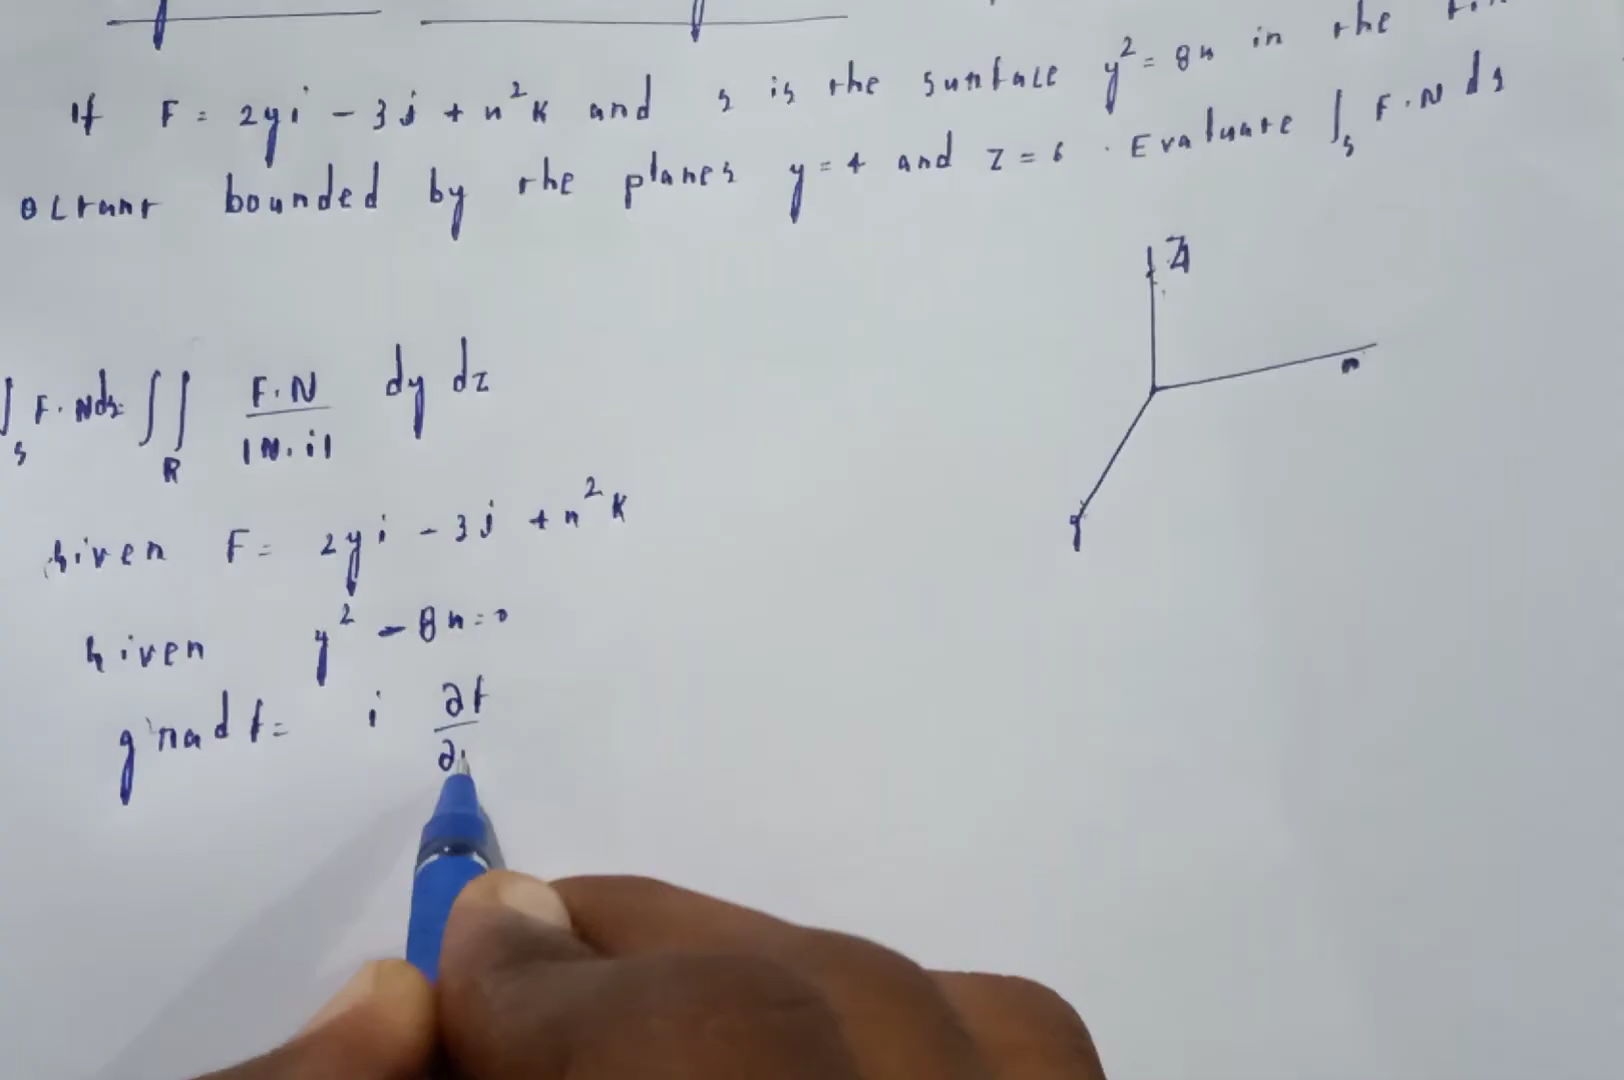 If F = 2yi - 3j + x²k and s is the surface y² = 8x in the
octant bounded by the planes y = 4 and z = 6 . Evaluate ∫s F.N ds
Z
x
y
∫s F.Nds= ∬R F.N / |N.i| dy dz
Given F = 2yi - 3j + x²k
Given y² - 8x = 0
grad f = i ∂f / ∂